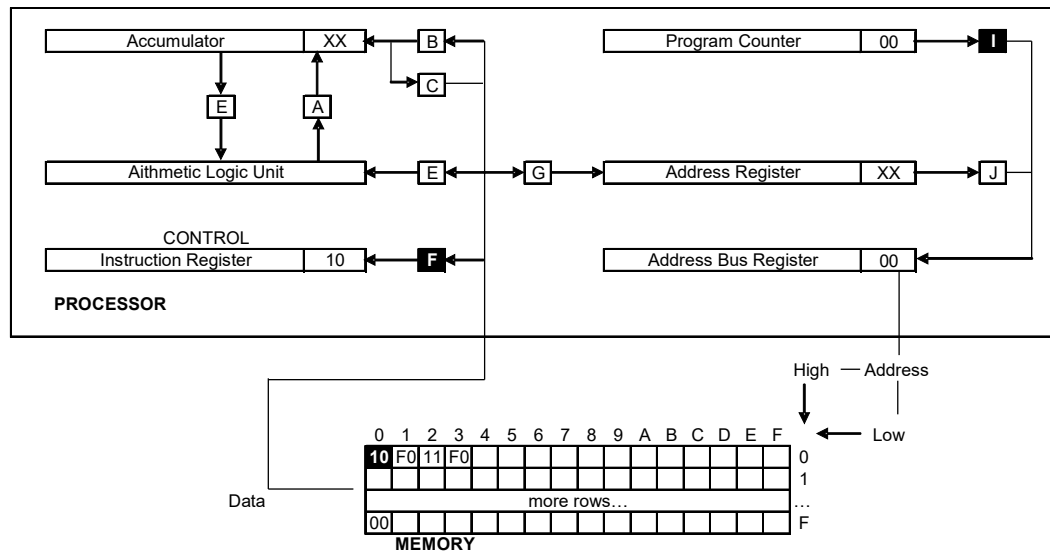 Accumulator XX B Program Counter 00 I
C
E A
Aithmetic Logic Unit E G Address Register XX J
CONTROL
Instruction Register 10 F Address Bus Register 00
PROCESSOR
High Address
Low
0 1 2 3 4 5 6 7 8 9 A B C D E F
10 F0 11 F0 0
1
Data more rows… …
00 F
MEMORY